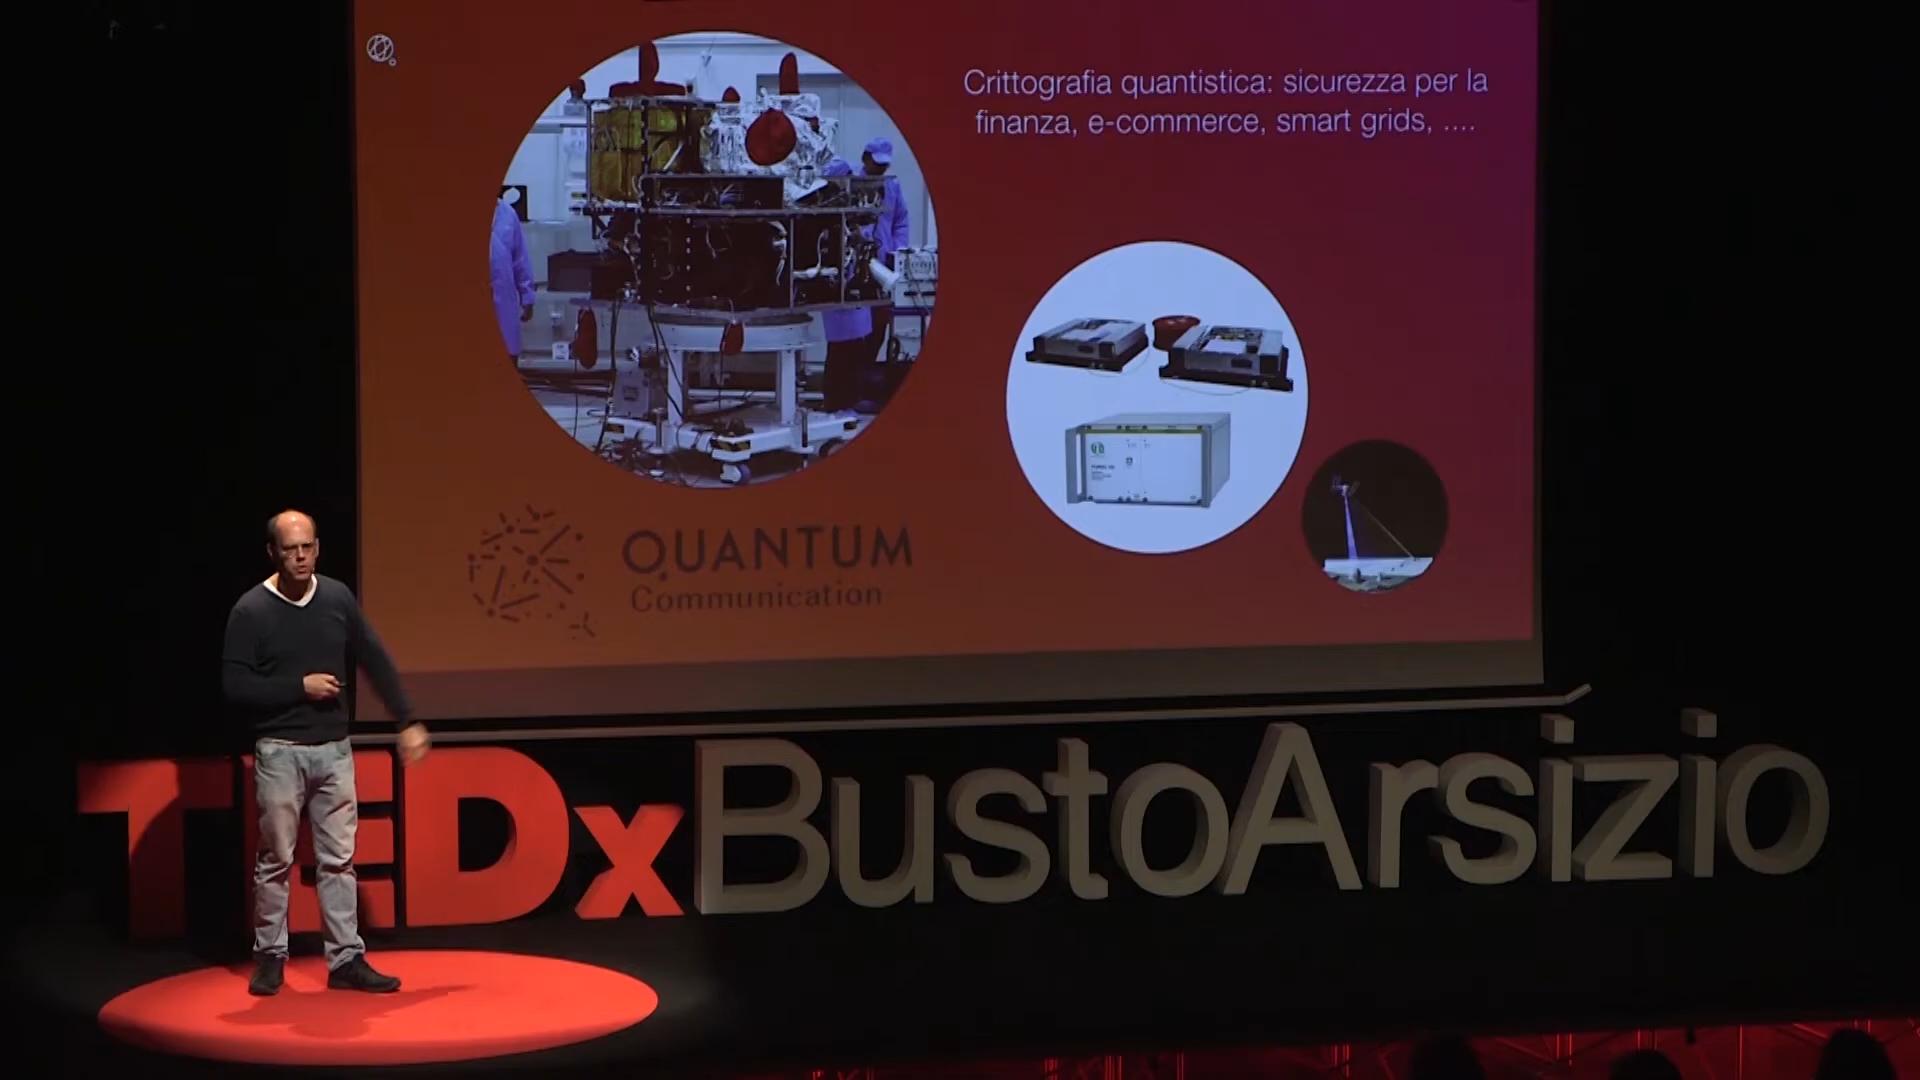 Crittografia quantistica: sicurezza per la
finanza, e-commerce, smart grids, ....
QUANTUM
Communication
TEDxBustoArsizio